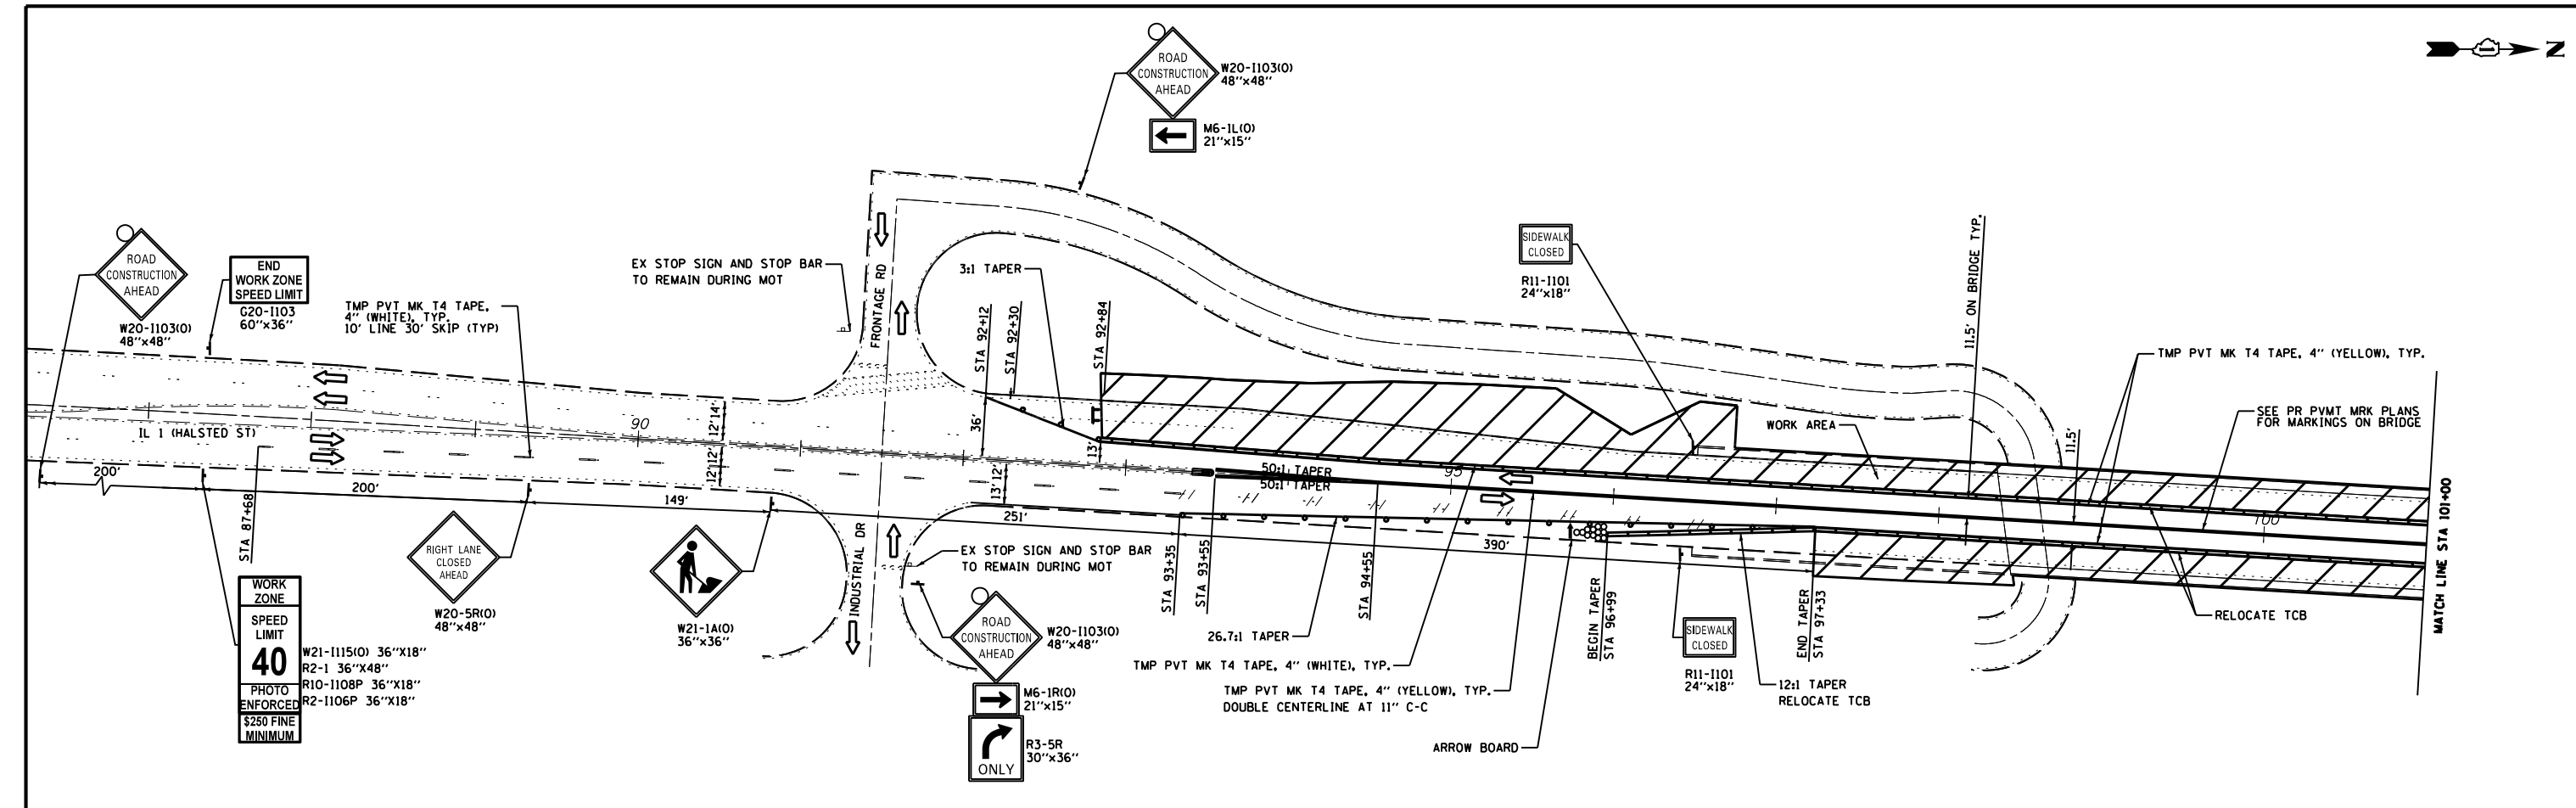 N
ROAD
CONSTRUCTION
AHEAD
W20-I103(O)
48"x48"
M6-1L(O)
21"x15"
ROAD
CONSTRUCTION
AHEAD
W20-I103(O)
48"x48"
END
WORK ZONE
SPEED LIMIT
G20-I103
60"x36"
TMP PVT MK T4 TAPE,
4" (WHITE), TYP.
10' LINE 30' SKIP (TYP)
EX STOP SIGN AND STOP BAR
TO REMAIN DURING MOT
FRONTAGE RD
3:1 TAPER
STA 92+12
STA 92+30
STA 92+84
SIDEWALK
CLOSED
R11-I101
24"x18"
11.5' ON BRIDGE TYP.
TMP PVT MK T4 TAPE, 4" (YELLOW), TYP.
SEE PR PVMT MRK PLANS
FOR MARKINGS ON BRIDGE
WORK AREA
11.5'
MATCH LINE STA 101+00
IL 1 (HALSTED ST)
90
14'
12'
12'
12'
36'
13'
12'
13'
50:1 TAPER
50:1 TAPER
95
100
200'
200'
149'
251'
390'
STA 87+68
RIGHT LANE
CLOSED
AHEAD
W20-5R(O)
48"x48"
W21-1A(O)
36"x36"
INDUSTRIAL DR
EX STOP SIGN AND STOP BAR
TO REMAIN DURING MOT
ROAD
CONSTRUCTION
AHEAD
W20-I103(O)
48"x48"
M6-1R(O)
21"x15"
ONLY
R3-5R
30"x36"
STA 93+35
STA 93+55
STA 94+55
26.7:1 TAPER
TMP PVT MK T4 TAPE, 4" (WHITE), TYP.
TMP PVT MK T4 TAPE, 4" (YELLOW), TYP.
DOUBLE CENTERLINE AT 11" C-C
ARROW BOARD
BEGIN TAPER
STA 96+99
SIDEWALK
CLOSED
R11-I101
24"x18"
END TAPER
STA 97+33
12:1 TAPER
RELOCATE TCB
RELOCATE TCB
WORK
ZONE
SPEED
LIMIT
40
PHOTO
ENFORCED
$250 FINE
MINIMUM
W21-I115(O) 36"X18"
R2-1 36"X48"
R10-I108P 36"X18"
R2-I106P 36"X18"